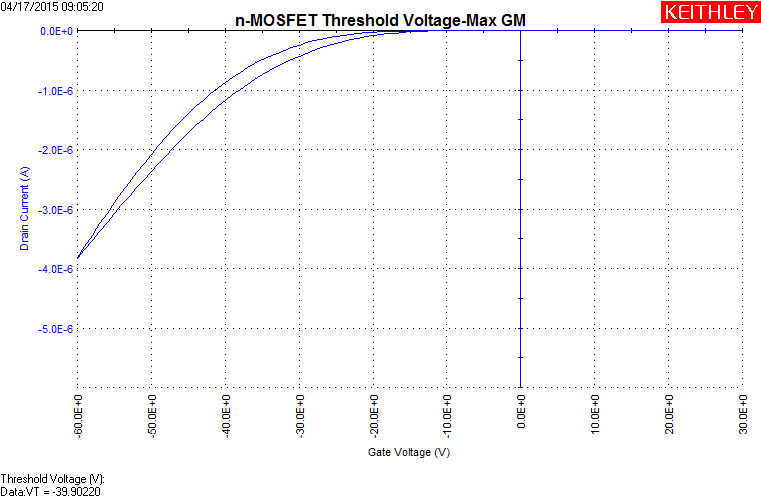 04/17/2015 09:05:20
n-MOSFET Threshold Voltage-Max GM
KEITHLEY
0.0E+0
-1.0E-6
-2.0E-6
-3.0E-6
-4.0E-6
-5.0E-6
Drain Current (A)
-60.0E+0
-50.0E+0
-40.0E+0
-30.0E+0
-20.0E+0
-10.0E+0
0.0E+0
10.0E+0
20.0E+0
30.0E+0
Gate Voltage (V)
Threshold Voltage (V):
Data:VT = -39.90220